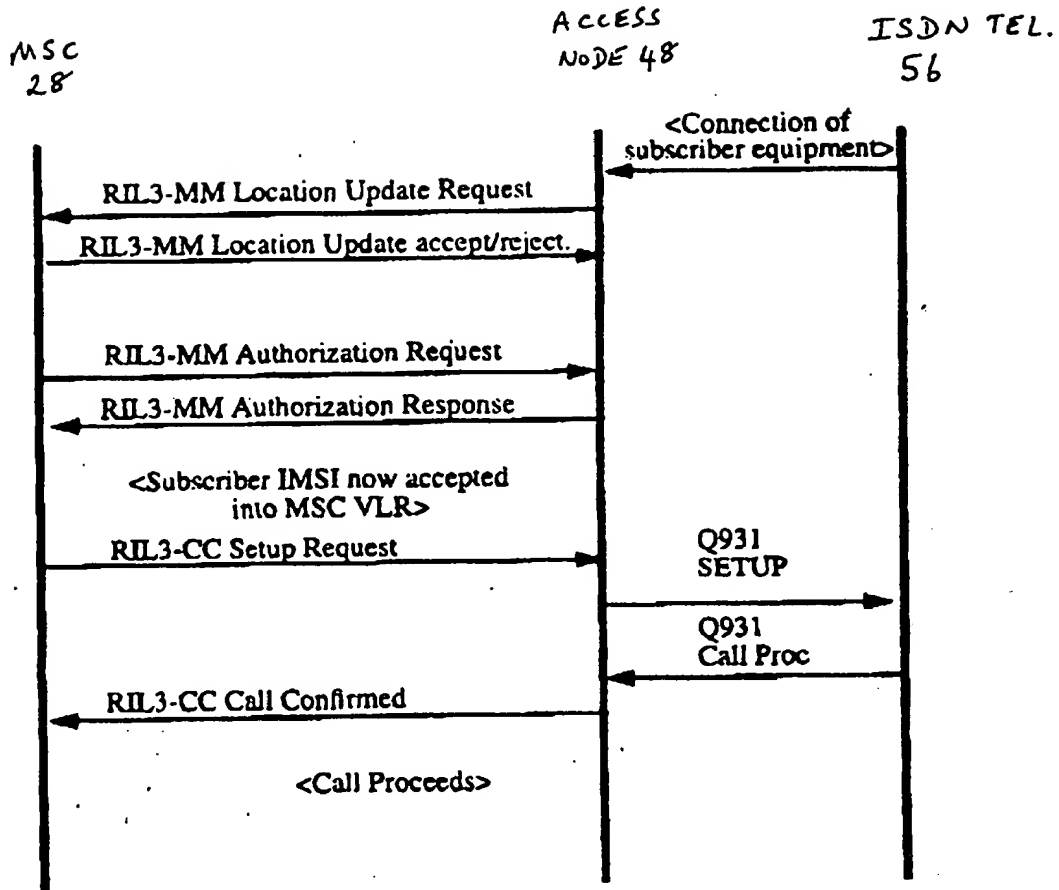 MSC
28
ACCESS
NODE 48
ISDN TEL.
56
<Connection of
subscriber equipment>
RIL3-MM Location Update Request
RIL3-MM Location Update accept/reject.
RIL3-MM Authorization Request
RIL3-MM Authorization Response
<Subscriber IMSI now accepted
into MSC VLR>
RIL3-CC Setup Request
Q931
SETUP
Q931
Call Proc
RIL3-CC Call Confirmed
<Call Proceeds>